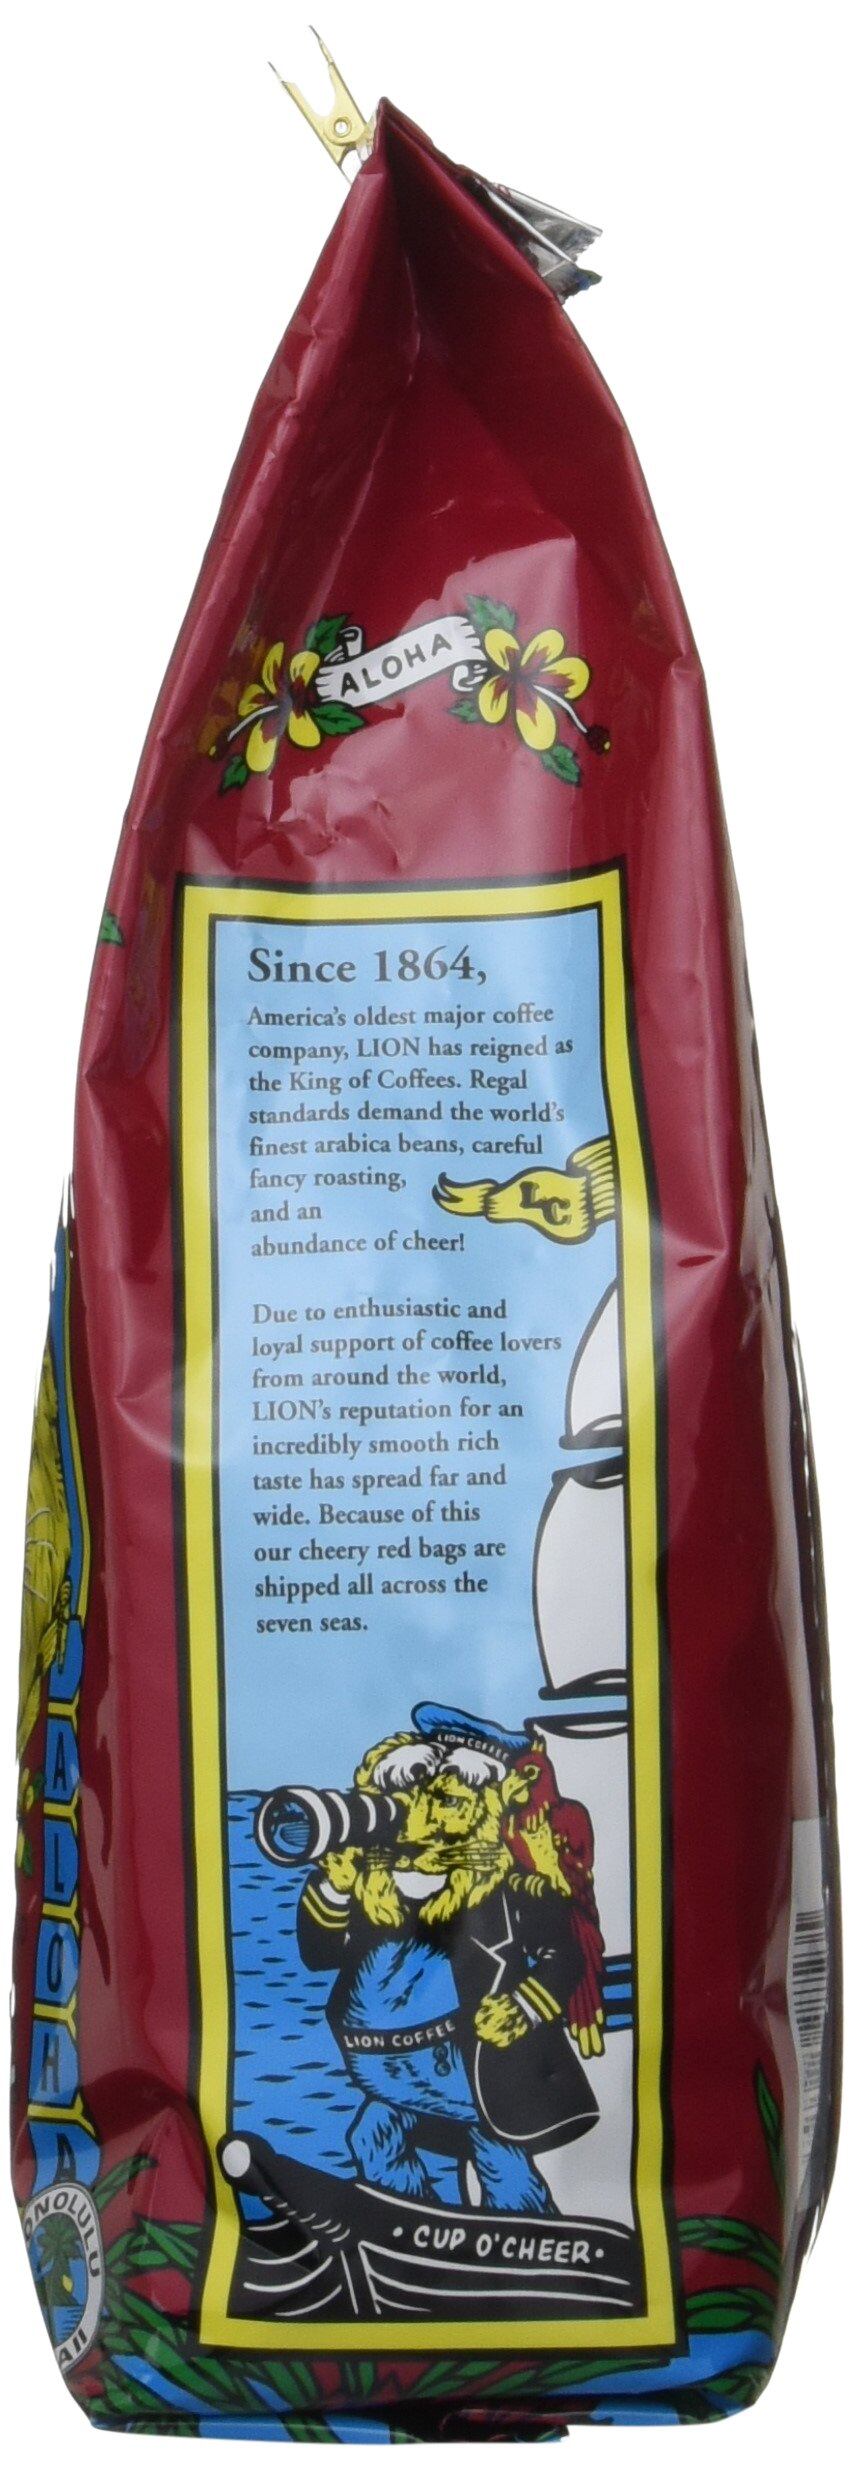 ALOHA
Since 1864,
America's oldest major coffee
company, LION has reigned as
the King of Coffees. Regal
standards demand the world's
finest arabica beans, careful
fancy roasting,
and an
abundance of cheer!
LC
Due to enthusiastic and
loyal support of coffee lovers
from around the world,
LION's reputation for an
incredibly smooth rich
taste has spread far and
wide. Because of this
our cheery red bags are
shipped all across the
seven seas.
LION COFFEE
LION COFFEE
• CUP O'CHEER •
ALOHA